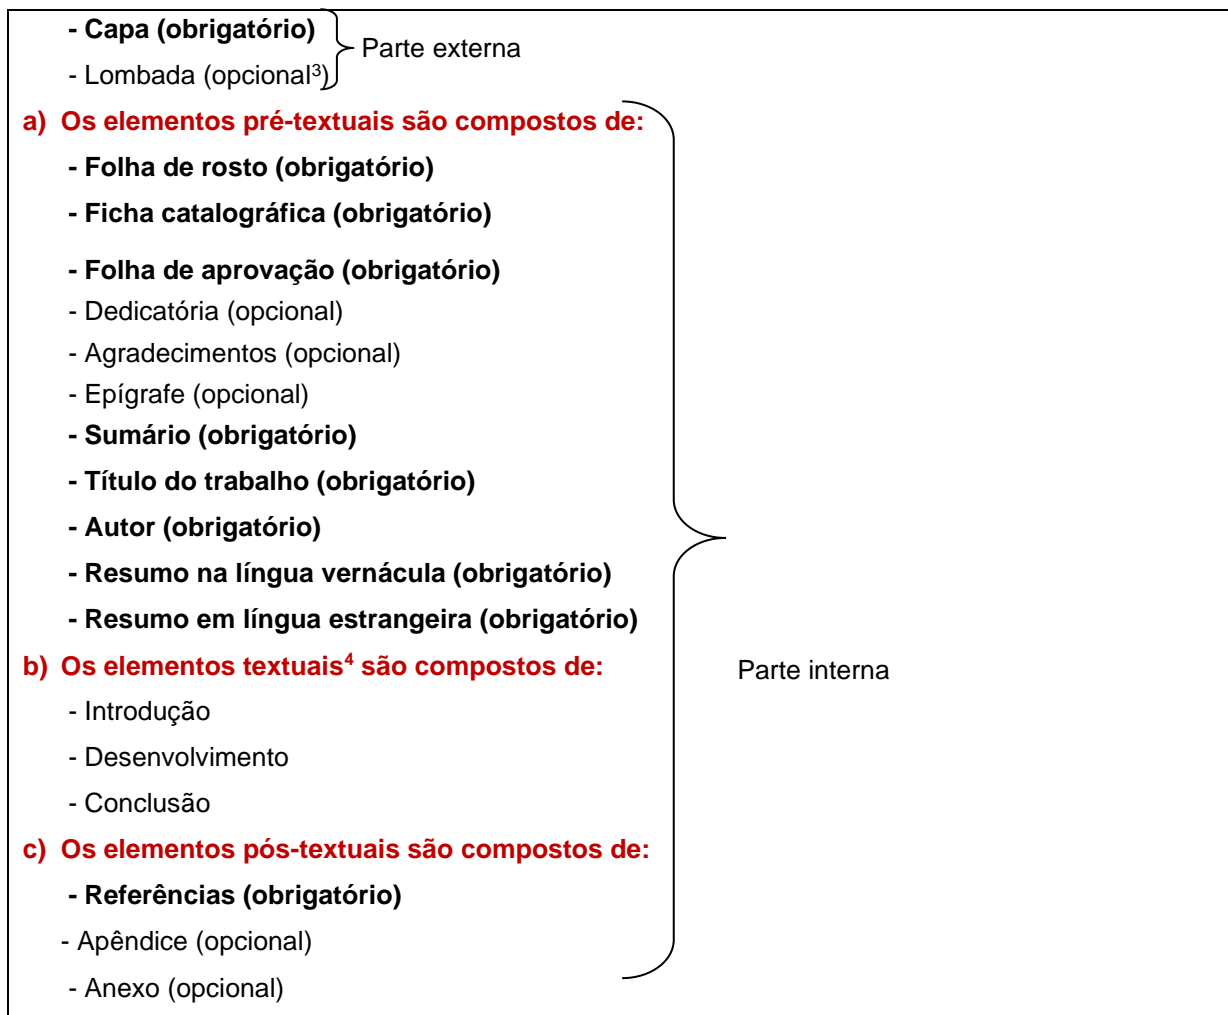 - Capa (obrigatório)
Parte externa
- Lombada (opcional³)
a) Os elementos pré-textuais são compostos de:
- Folha de rosto (obrigatório)
- Ficha catalográfica (obrigatório)
- Folha de aprovação (obrigatório)
- Dedicatória (opcional)
- Agradecimentos (opcional)
- Epígrafe (opcional)
- Sumário (obrigatório)
- Título do trabalho (obrigatório)
- Autor (obrigatório)
- Resumo na língua vernácula (obrigatório)
- Resumo em língua estrangeira (obrigatório)
b) Os elementos textuais⁴ são compostos de:
Parte interna
- Introdução
- Desenvolvimento
- Conclusão
c) Os elementos pós-textuais são compostos de:
- Referências (obrigatório)
- Apêndice (opcional)
- Anexo (opcional)